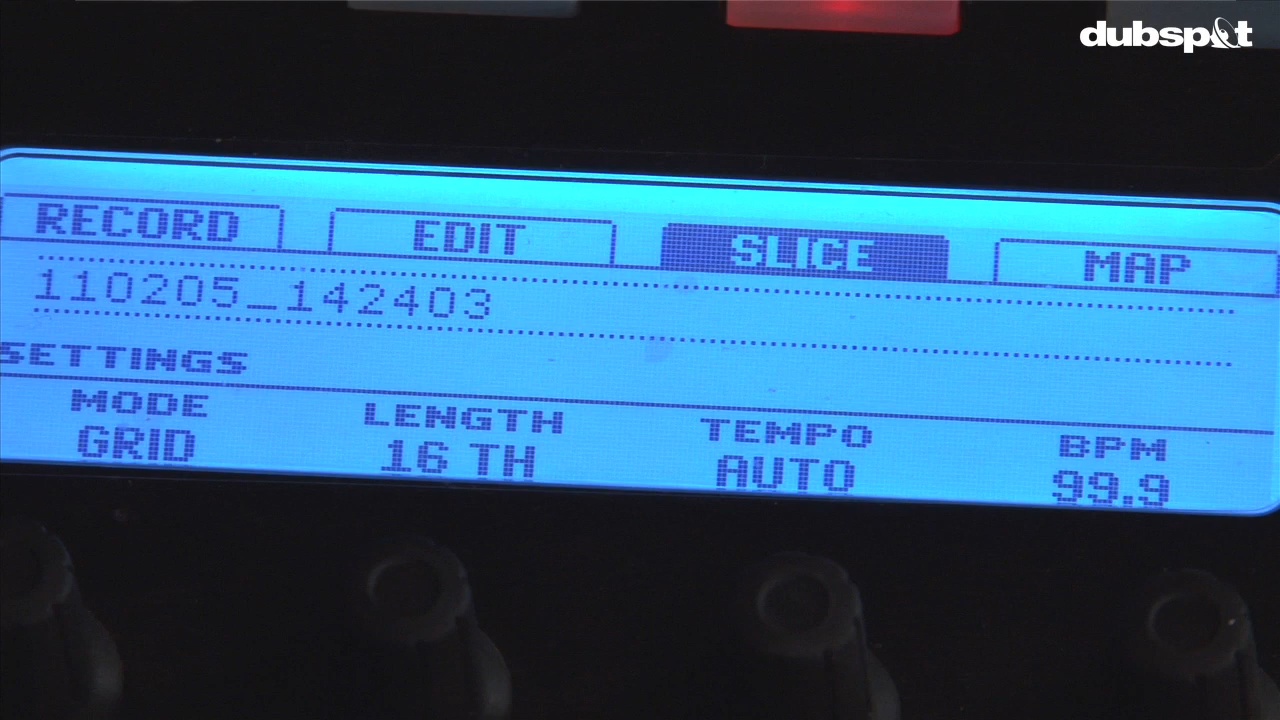 dubspot
RECORD EDIT SLICE MAP
110205_142403
SETTINGS
MODE LENGTH TEMPO BPM
GRID 16 TH AUTO 99.9